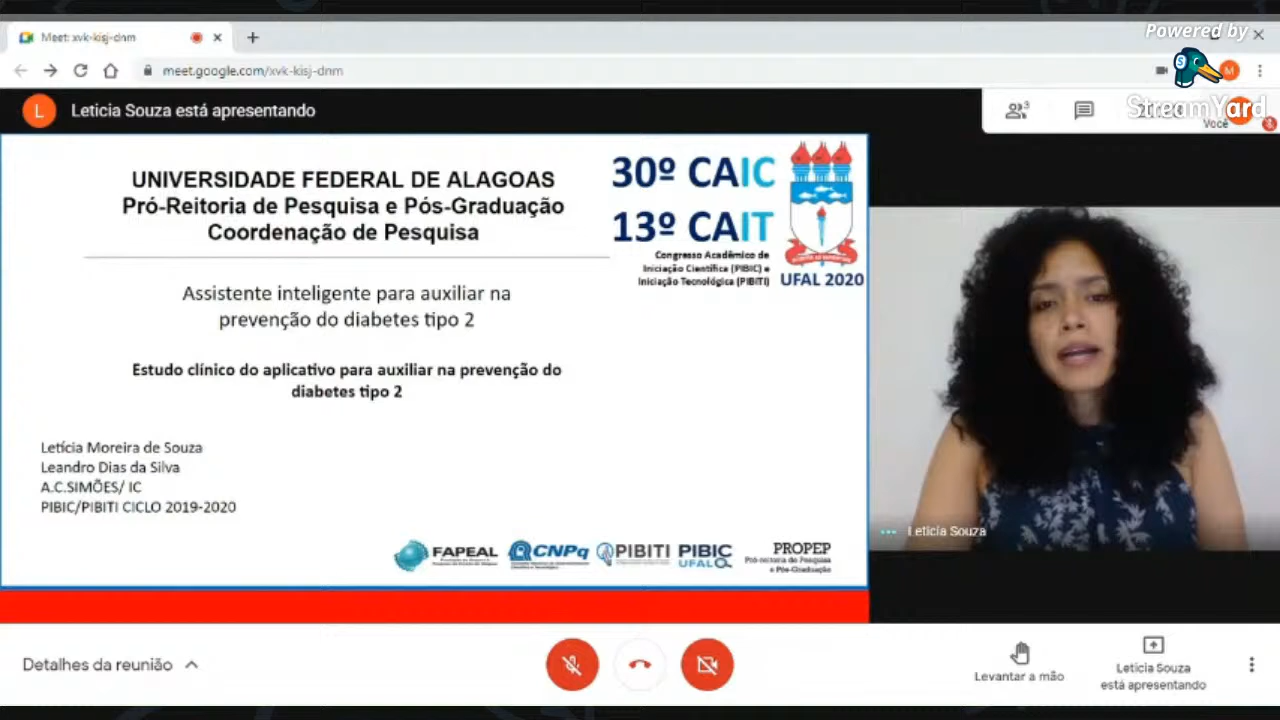 Meet: xvk-kisj-dnm
Powered by
meet.google.com/xvk-kisj-dnm
M
StreamYard
L
Leticia Souza está apresentando
3
Você
UNIVERSIDADE FEDERAL DE ALAGOAS
Pró-Reitoria de Pesquisa e Pós-Graduação
Coordenação de Pesquisa
30º CAIC
13º CAIT
Congresso Acadêmico de
Iniciação Científica (PIBIC) e
Iniciação Tecnológica (PIBITI)
UFAL 2020
Assistente inteligente para auxiliar na
prevenção do diabetes tipo 2
Estudo clínico do aplicativo para auxiliar na prevenção do
diabetes tipo 2
Letícia Moreira de Souza
Leandro Dias da Silva
A.C.SIMÕES/ IC
PIBIC/PIBITI CICLO 2019-2020
Leticia Souza
FAPEAL
CNPq
PIBITI
PIBIC
UFAL
PROPEP
Pró-reitoria de Pesquisa
e Pós-Graduação
Detalhes da reunião
Levantar a mão
Leticia Souza
está apresentando